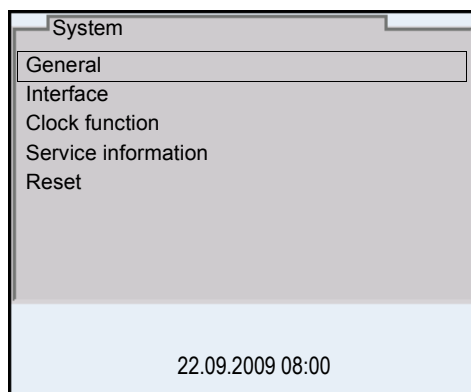 System
General
Interface
Clock function
Service information
Reset
22.09.2009 08:00